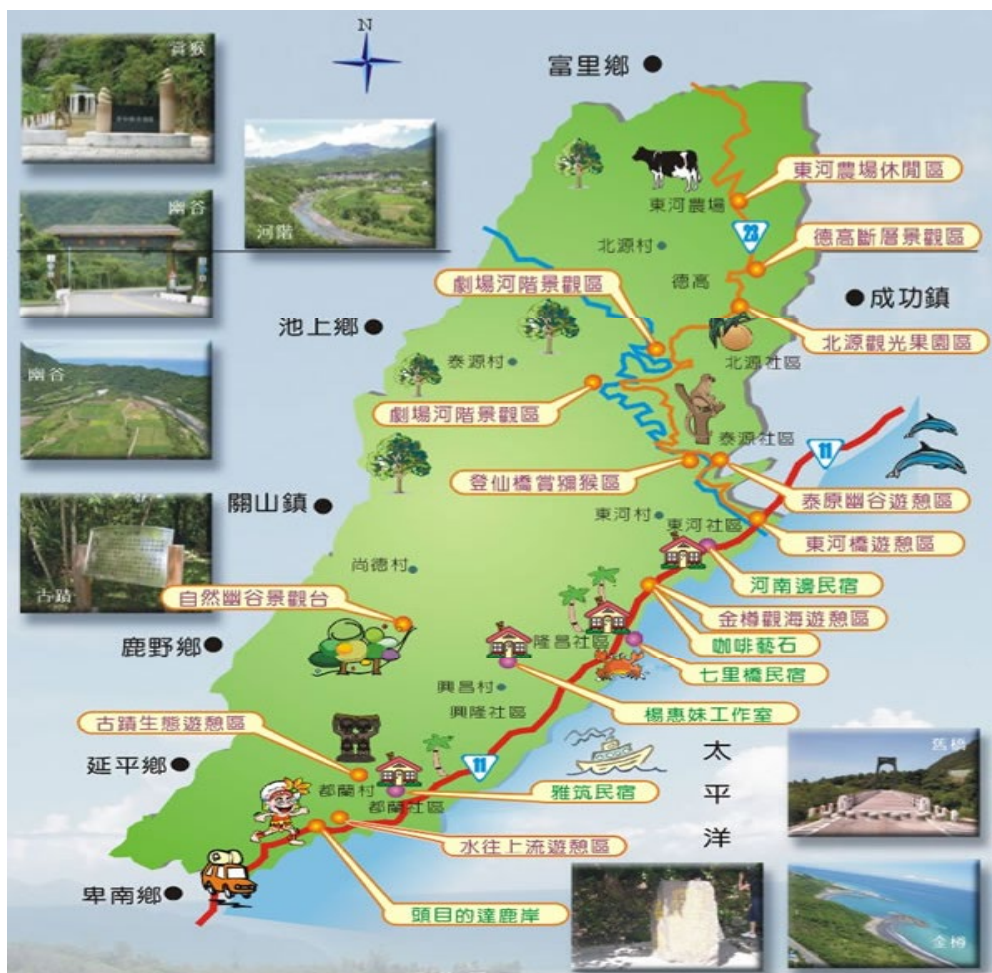 N
賞猴
富里鄉
河階
東河農場休閒區
東河農場
幽谷
23
德高斷層景觀區
北源村
劇場河階景觀區
德高
成功鎮
池上鄉
北源觀光果園區
泰源村
北源社區
幽谷
劇場河階景觀區
泰源社區
11
登仙橋賞獼猴區
泰原幽谷遊憩區
關山鎮
東河村
東河社區
東河橋遊憩區
尚德村
河南邊民宿
古蹟
自然幽谷景觀台
金樽觀海遊憩區
鹿野鄉
隆昌社區
咖啡藝石
七里橋民宿
興昌村
楊惠妹工作室
古蹟生態遊憩區
興隆社區
太平洋
舊橋
延平鄉
11
都蘭村
雅筑民宿
都蘭社區
水往上流遊憩區
卑南鄉
頭目的達鹿岸
金樽